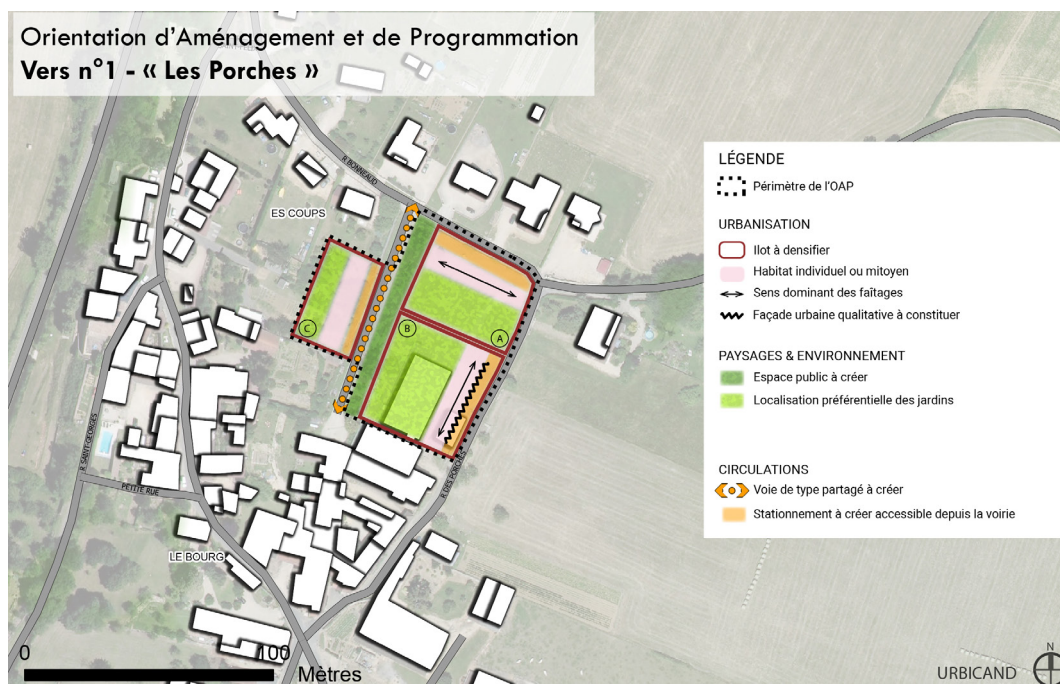 Orientation d’Aménagement et de Programmation
Vers n°1 - « Les Porches »
R BONNEAUD
ES COUPS
LÉGENDE
Périmètre de l'OAP
URBANISATION
Ilot à densifier
Habitat individuel ou mitoyen
Sens dominant des faîtages
Façade urbaine qualitative à constituer
PAYSAGES & ENVIRONNEMENT
Espace public à créer
Localisation préférentielle des jardins
CIRCULATIONS
Voie de type partagé à créer
Stationnement à créer accessible depuis la voirie
C
B
A
R SAINT-GEORGES
PETITE RUE
R DES PORCHES
LE BOURG
0
100
Mètres
N
URBICAND